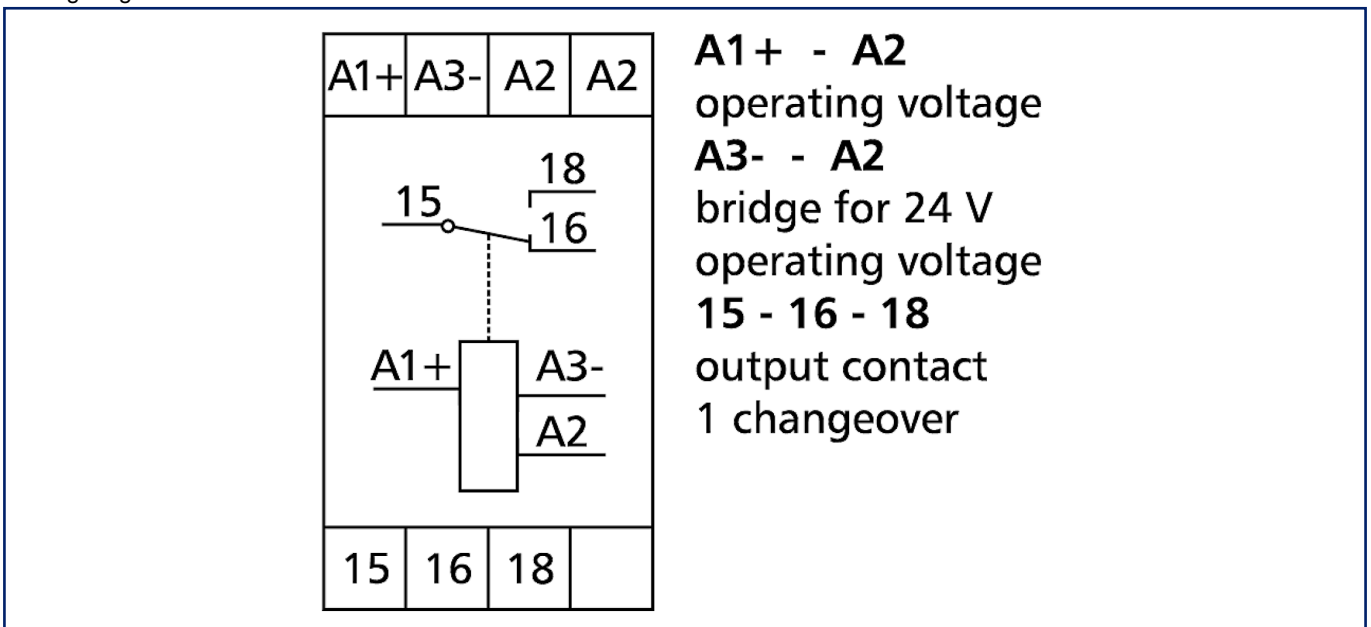 A1+ A3- A2 A2
18
15
16
A1+ A3-
A2
15 16 18
A1+ - A2
operating voltage
A3- - A2
bridge for 24 V
operating voltage
15 - 16 - 18
output contact
1 changeover